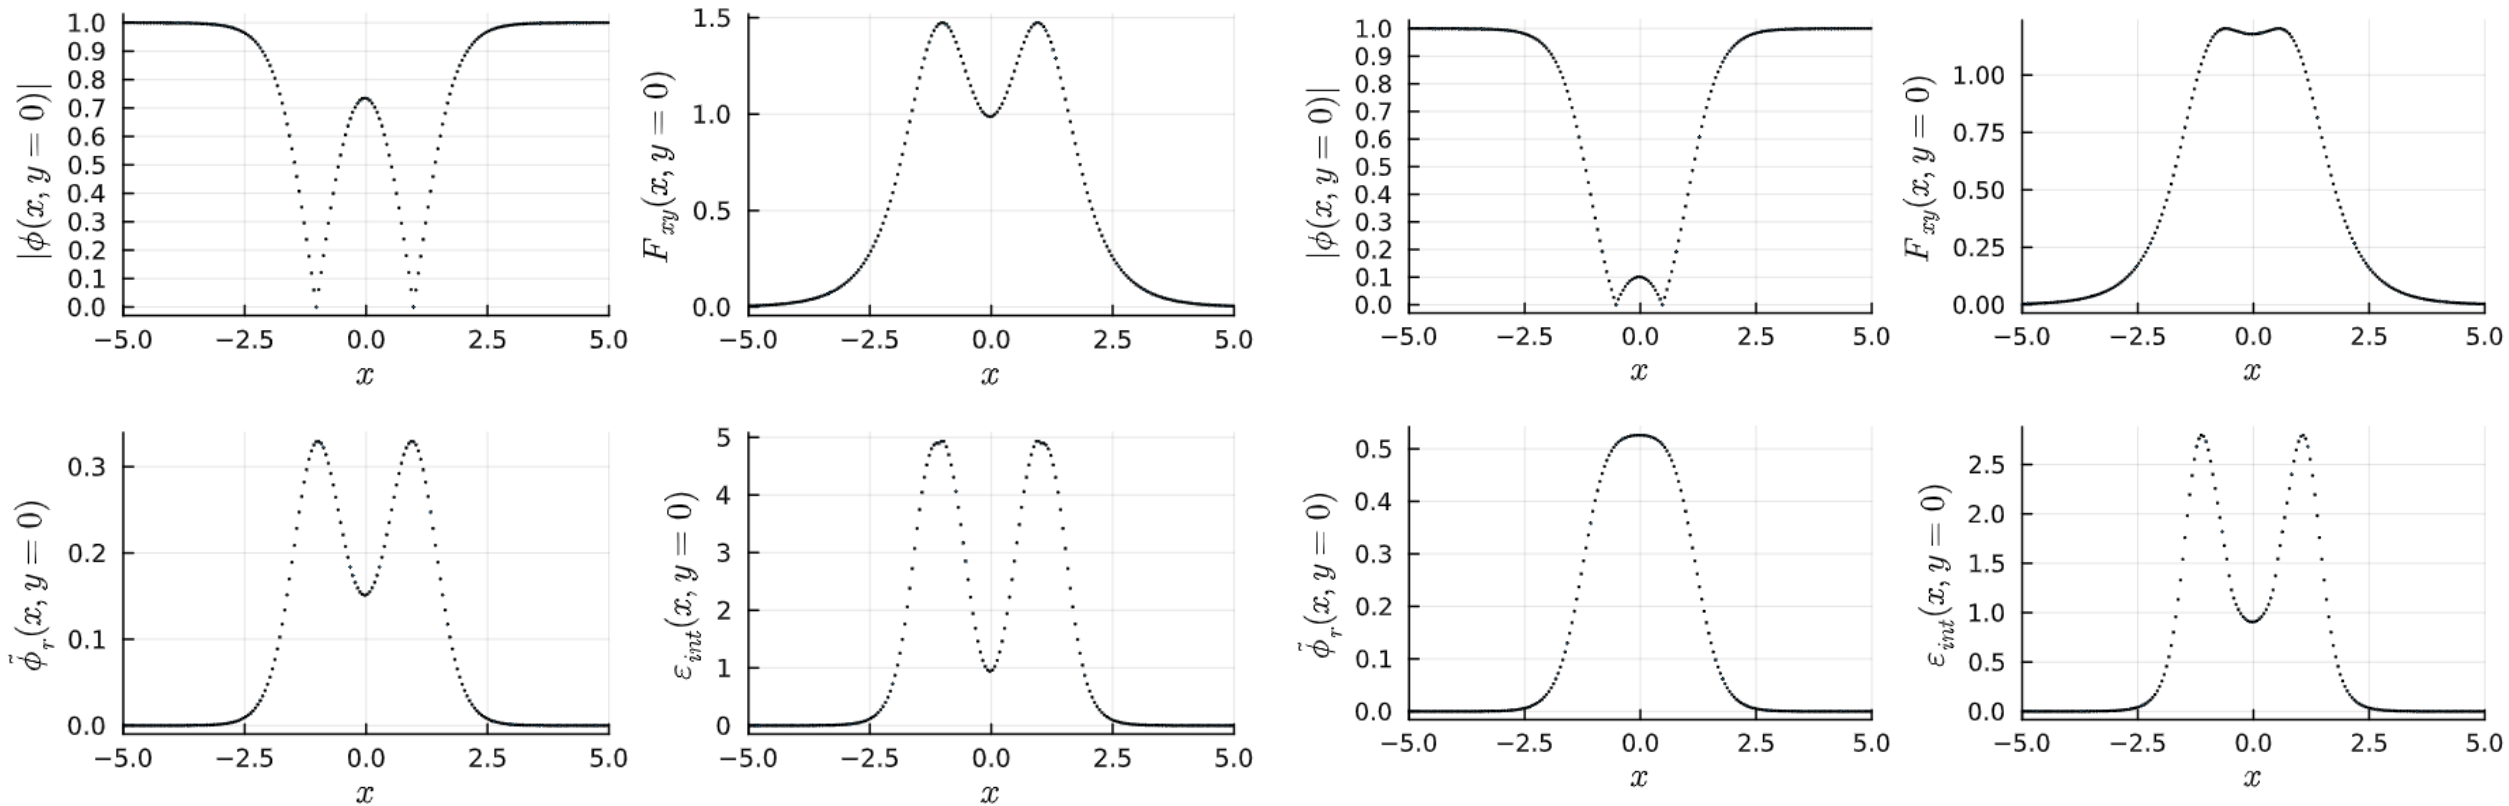 |ϕ(x, y = 0)|
1.0
0.9
0.8
0.7
0.6
0.5
0.4
0.3
0.2
0.1
0.0
−5.0 −2.5 0.0 2.5 5.0
x
F_{xy}(x, y = 0)
1.5
1.0
0.5
0.0
−5.0 −2.5 0.0 2.5 5.0
x
|ϕ(x, y = 0)|
1.0
0.9
0.8
0.7
0.6
0.5
0.4
0.3
0.2
0.1
0.0
−5.0 −2.5 0.0 2.5 5.0
x
F_{xy}(x, y = 0)
1.00
0.75
0.50
0.25
0.00
−5.0 −2.5 0.0 2.5 5.0
x
ϕ̃_r(x, y = 0)
0.3
0.2
0.1
0.0
−5.0 −2.5 0.0 2.5 5.0
x
ε_{int}(x, y = 0)
5
4
3
2
1
0
−5.0 −2.5 0.0 2.5 5.0
x
ϕ̃_r(x, y = 0)
0.5
0.4
0.3
0.2
0.1
0.0
−5.0 −2.5 0.0 2.5 5.0
x
ε_{int}(x, y = 0)
2.5
2.0
1.5
1.0
0.5
0.0
−5.0 −2.5 0.0 2.5 5.0
x